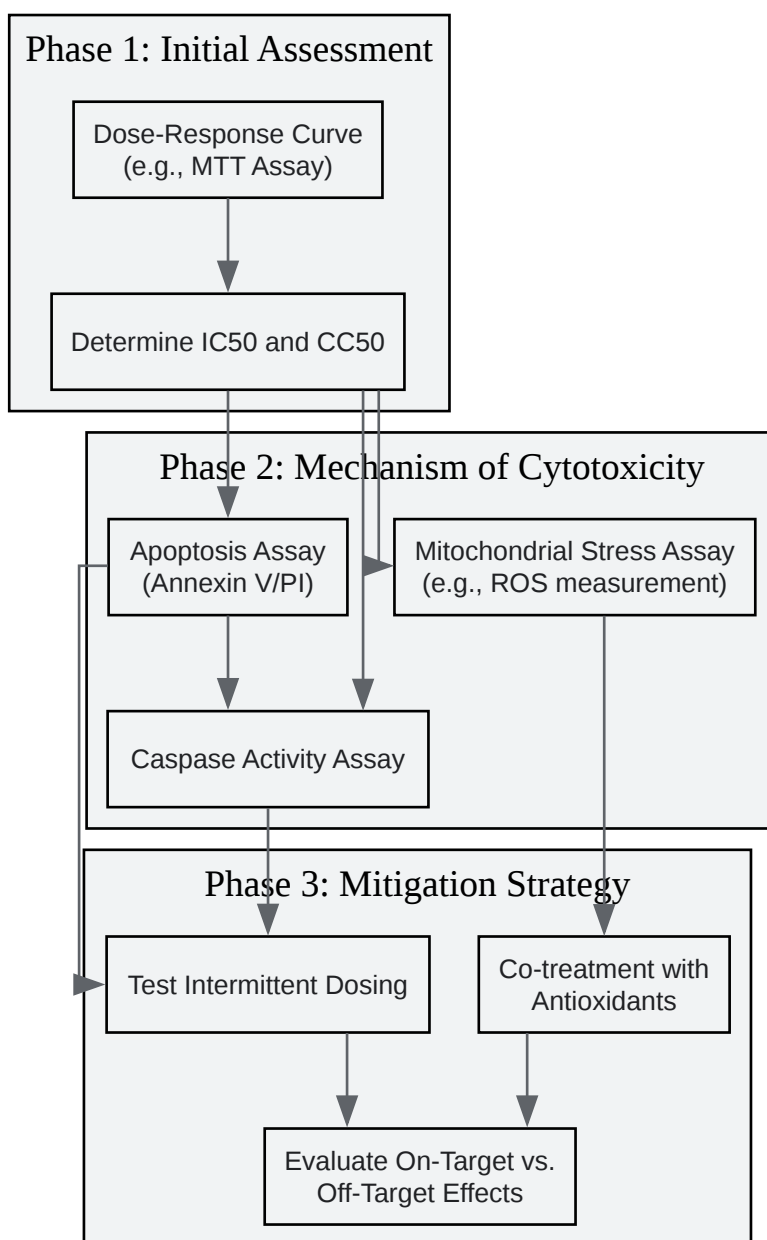 Phase 1: Initial Assessment
Dose-Response Curve
(e.g., MTT Assay)
Determine IC50 and CC50
Phase 2: Mechanism of Cytotoxicity
Apoptosis Assay
(Annexin V/PI)
Mitochondrial Stress Assay
(e.g., ROS measurement)
Caspase Activity Assay
Phase 3: Mitigation Strategy
Test Intermittent Dosing
Co-treatment with
Antioxidants
Evaluate On-Target vs.
Off-Target Effects